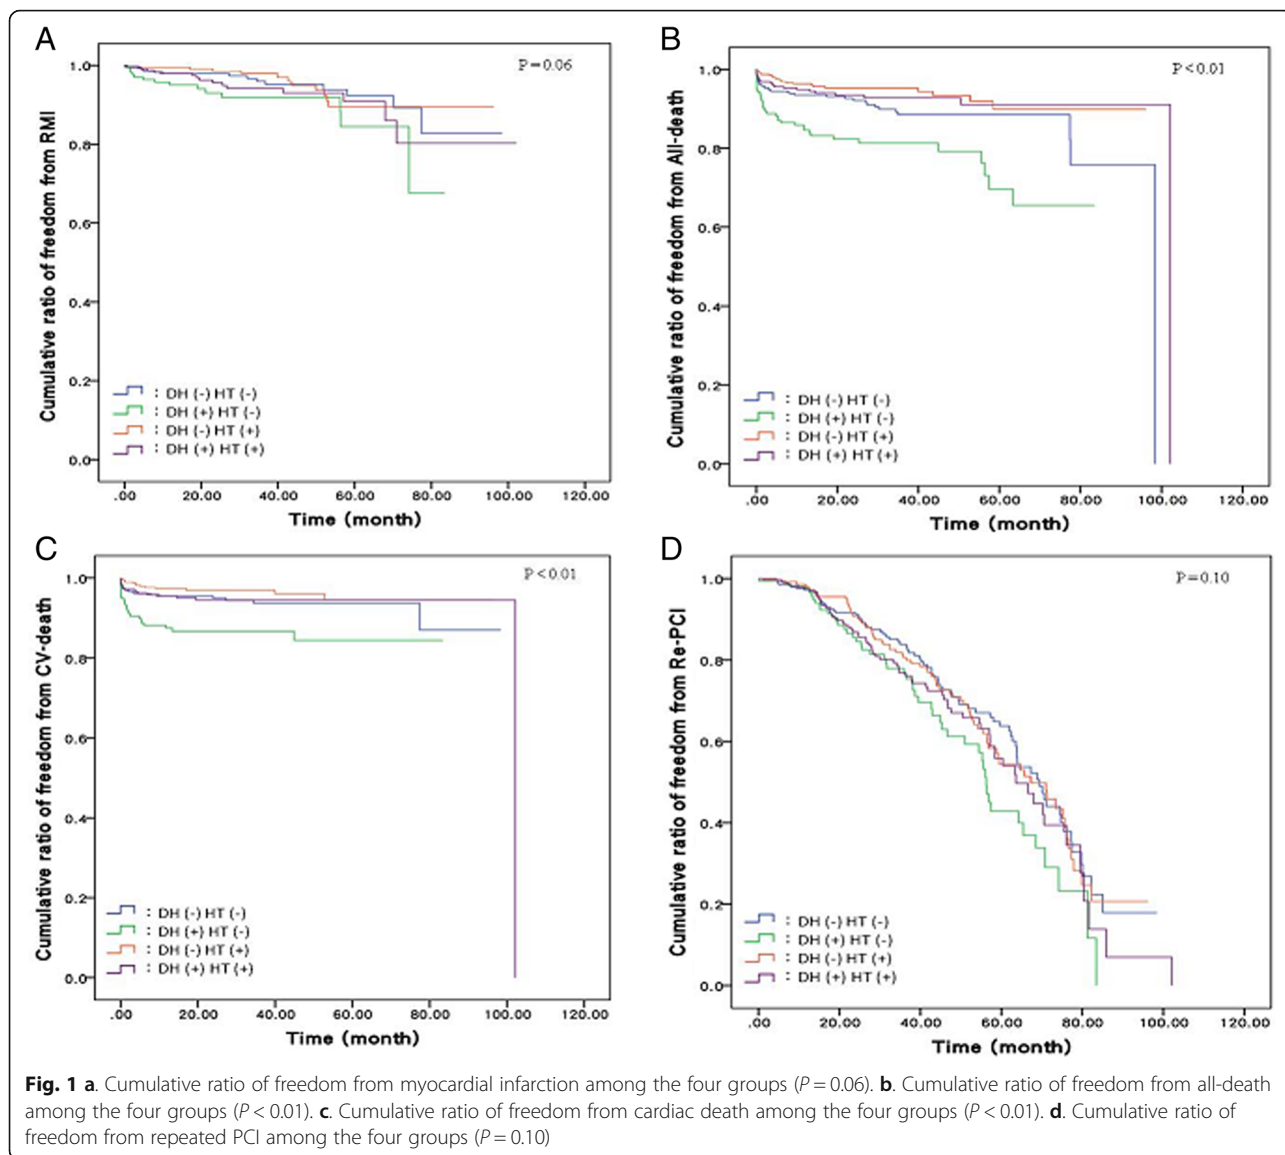 A
Cumulative ratio of freedom from RMI
P=0.06
1.0
0.8
0.6
0.4
0.2
0.0
: DH (-) HT (-)
: DH (+) HT (-)
: DH (-) HT (+)
: DH (+) HT (+)
.00 20.00 40.00 60.00 80.00 100.00 120.00
Time (month)
B
Cumulative ratio of freedom from All-death
P<0.01
1.0
0.8
0.6
0.4
0.2
0.0
: DH (-) HT (-)
: DH (+) HT (-)
: DH (-) HT (+)
: DH (+) HT (+)
.00 20.00 40.00 60.00 80.00 100.00 120.00
Time (month)
C
Cumulative ratio of freedom from CV-death
P<0.01
1.0
0.8
0.6
0.4
0.2
0.0
: DH (-) HT (-)
: DH (+) HT (-)
: DH (-) HT (+)
: DH (+) HT (+)
.00 20.00 40.00 60.00 80.00 100.00 120.00
Time (month)
D
Cumulative ratio of freedom from Re-PCI
P=0.10
1.0
0.8
0.6
0.4
0.2
0.0
: DH (-) HT (-)
: DH (+) HT (-)
: DH (-) HT (+)
: DH (+) HT (+)
.00 20.00 40.00 60.00 80.00 100.00 120.00
Time (month)
Fig. 1 a. Cumulative ratio of freedom from myocardial infarction among the four groups (P = 0.06). b. Cumulative ratio of freedom from all-death
among the four groups (P < 0.01). c. Cumulative ratio of freedom from cardiac death among the four groups (P < 0.01). d. Cumulative ratio of
freedom from repeated PCI among the four groups (P = 0.10)